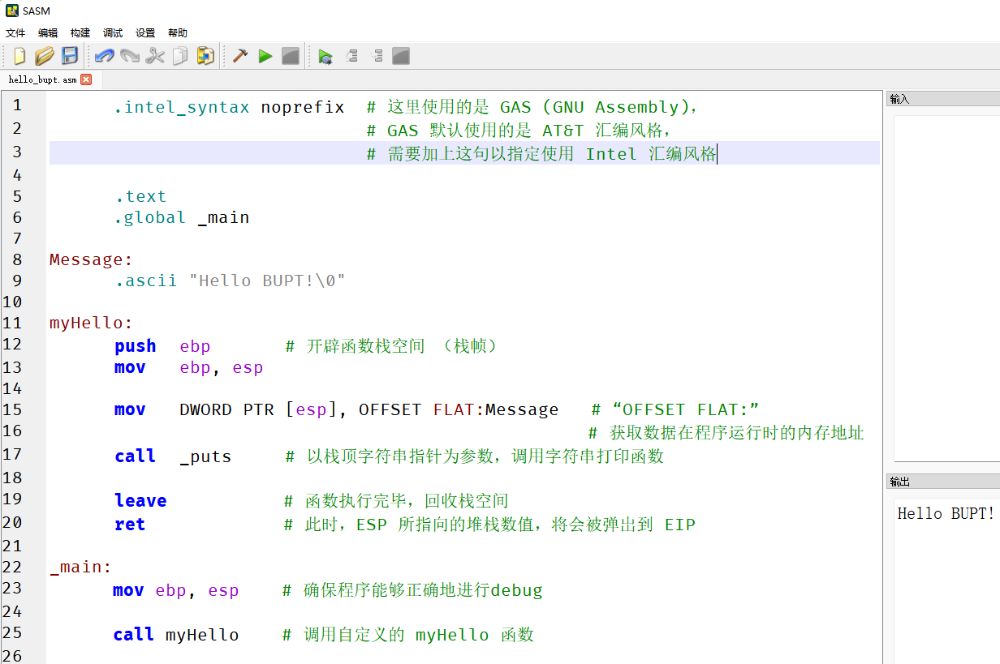 SASM
文件 编辑 构建 调试 设置 帮助
hello_bupt.asm
输入
1 .intel_syntax noprefix # 这里使用的是 GAS (GNU Assembly),
2 # GAS 默认使用的是 AT&T 汇编风格,
3 # 需要加上这句以指定使用 Intel 汇编风格
4
5 .text
6 .global _main
7
8 Message:
9 .ascii "Hello BUPT!\0"
10
11 myHello:
12 push ebp # 开辟函数栈空间 （栈帧）
13 mov ebp, esp
14
15 mov DWORD PTR [esp], OFFSET FLAT:Message # “OFFSET FLAT:”
16 # 获取数据在程序运行时的内存地址
17 call _puts # 以栈顶字符串指针为参数，调用字符串打印函数
18
19 leave # 函数执行完毕，回收栈空间
20 ret # 此时，ESP 所指向的堆栈数值，将会被弹出到 EIP
21
22 _main:
23 mov ebp, esp # 确保程序能够正确地进行debug
24
25 call myHello # 调用自定义的 myHello 函数
26
输出
Hello BUPT!